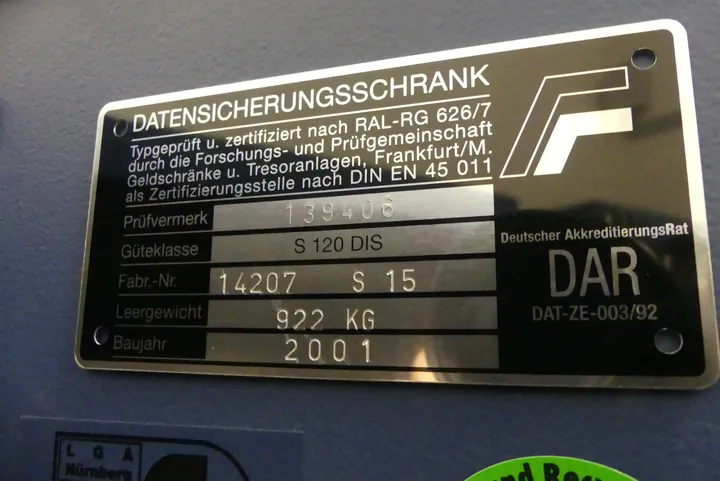 DATENSICHERUNGSSCHRANK
Typgeprüft u. zertifiziert nach RAL-RG 626/7
durch die Forschungs- und Prüfgemeinschaft
Geldschränke u. Tresoranlagen, Frankfurt/M.
als Zertifizierungsstelle nach DIN EN 45 011
Prüfvermerk 139406
Güteklasse S 120 DIS
Fabr.-Nr. 14207 S 15
Leergewicht 922 KG
Baujahr 2001
Deutscher AkkreditierungsRat
DAR
DAT-ZE-003/92
LGA
Nürnberg